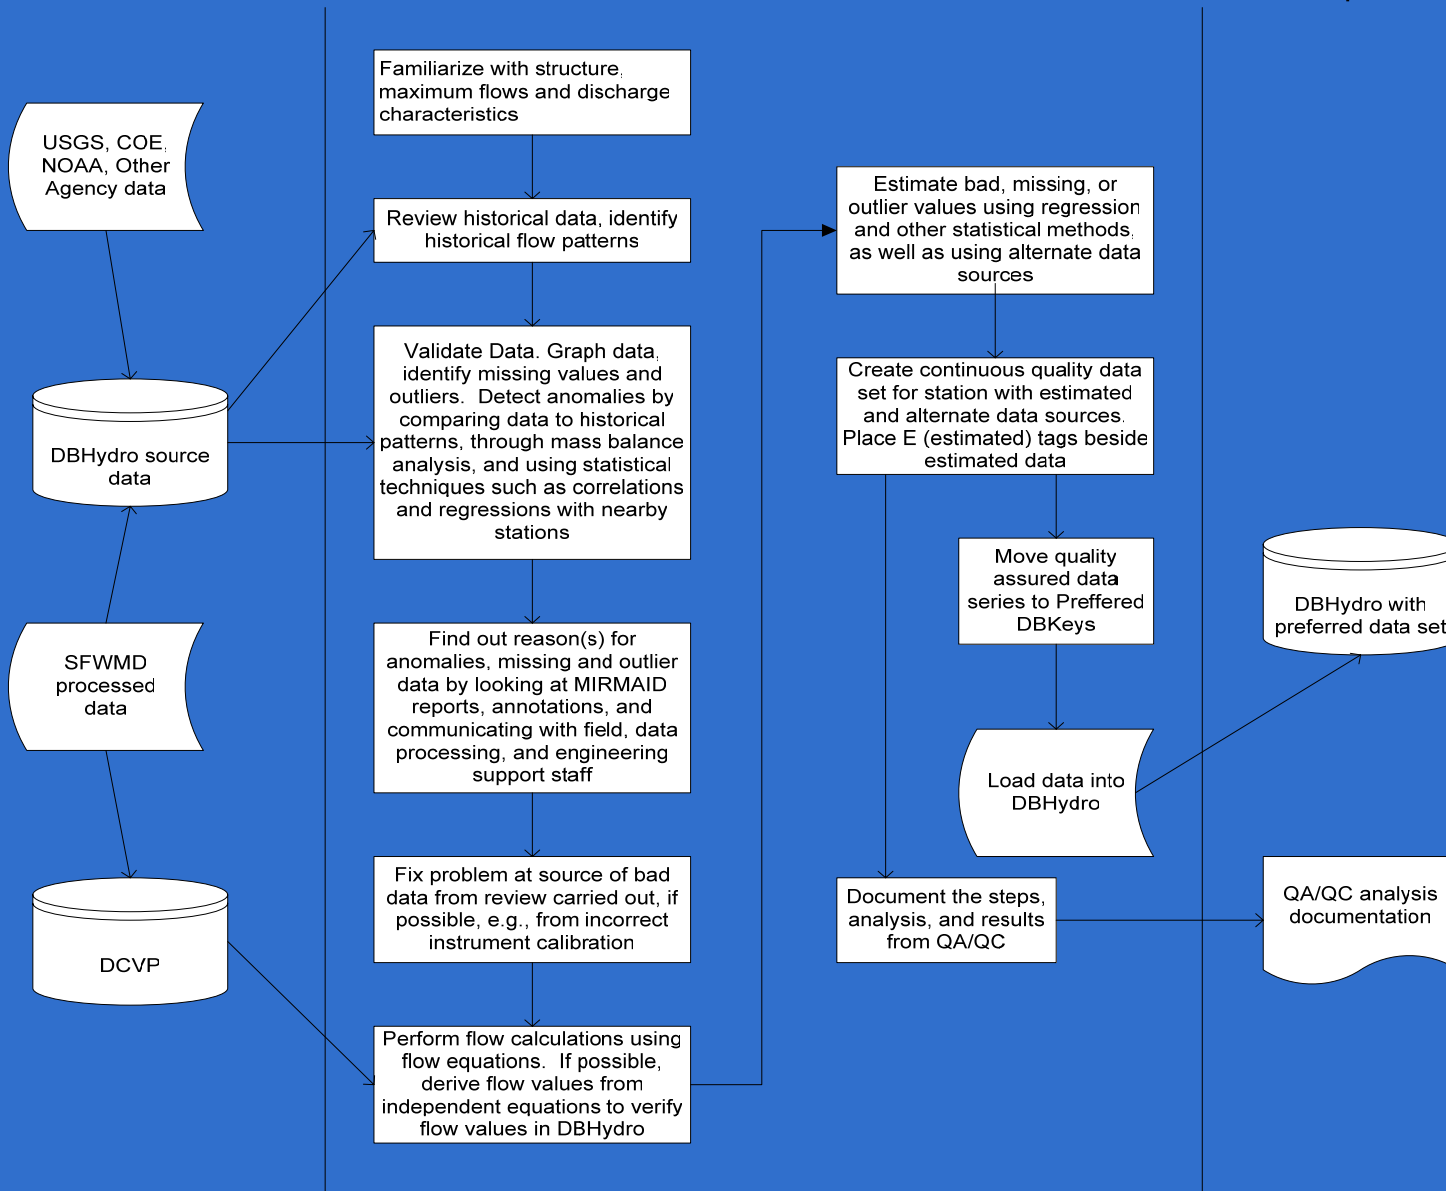 USGS, COE,
NOAA, Other
Agency data
DBHydro source
data
SFWMD
processed
data
DCVP
Familiarize with structure,
maximum flows and discharge
characteristics
Review historical data, identify
historical flow patterns
Validate Data. Graph data,
identify missing values and
outliers.  Detect anomalies by
comparing data to historical
patterns, through mass balance
analysis, and using statistical
techniques such as correlations
and regressions with nearby
stations
Find out reason(s) for
anomalies, missing and outlier
data by looking at MIRMAID
reports, annotations, and
communicating with field, data
processing, and engineering
support staff
Fix problem at source of bad
data from review carried out, if
possible, e.g., from incorrect
instrument calibration
Perform flow calculations using
flow equations.  If possible,
derive flow values from
independent equations to verify
flow values in DBHydro
Estimate bad, missing, or
outlier values using regression
and other statistical methods,
as well as using alternate data
sources
Create continuous quality data
set for station with estimated
and alternate data sources.
Place E (estimated) tags beside
estimated data
Move quality
assured data
series to Preffered
DBKeys
Load data into
DBHydro
Document the steps,
analysis, and results
from QA/QC
DBHydro with
preferred data set
QA/QC analysis
documentation